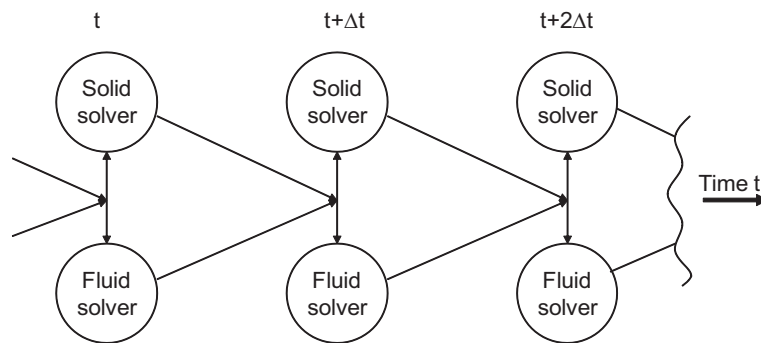 t
t+Δt
t+2Δt
Solid
solver
Solid
solver
Solid
solver
Time t
Fluid
solver
Fluid
solver
Fluid
solver